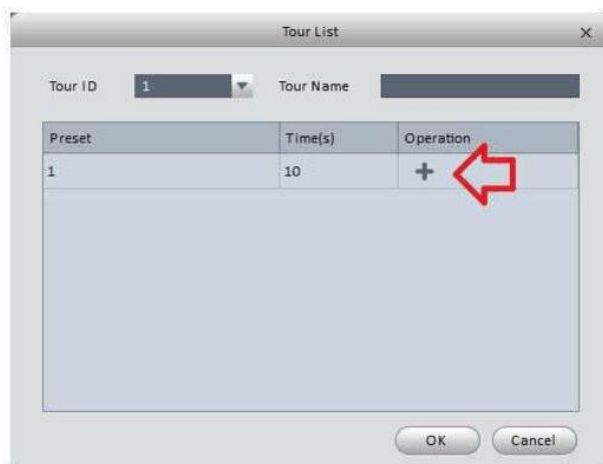 Tour List
Tour ID 1 Tour Name
Preset Time(s) Operation
1 10
OK Cancel